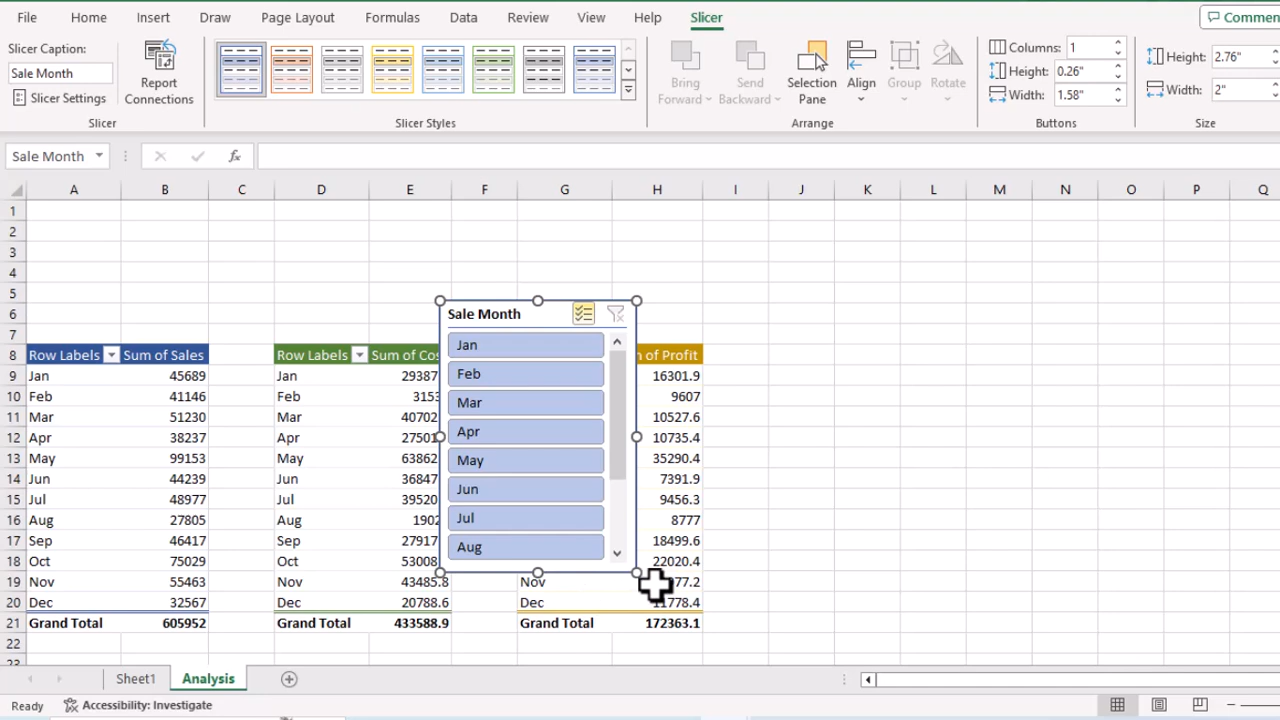 File Home Insert Draw Page Layout Formulas Data Review View Help Slicer
Slicer Caption:
Sale Month
Slicer Settings
Report
Connections
Slicer
Slicer Styles
Bring
Forward
Send
Backward
Selection
Pane
Align
Group
Rotate
Arrange
Columns: 1
Height: 0.26"
Width: 1.58"
Buttons
Height: 2.76"
Width: 2"
Size
Sale Month fx
A B C D E F G H I J K L M N O P Q
1
2
3
4
5
6
7
8 Row Labels Sum of Sales Row Labels Sum of Profit
9 Jan 45689 Jan 29387 16301.9
10 Feb 41146 Feb 9607
11 Mar 51230 Mar 40702 10527.6
12 Apr 38237 Apr 27501 10735.4
13 May 99153 May 63862 35290.4
14 Jun 44239 Jun 36847 7391.9
15 Jul 48977 Jul 39520 9456.3
16 Aug 27805 Aug 8777
17 Sep 46417 Sep 27917 18499.6
18 Oct 75029 Oct 53008 22020.4
19 Nov 55463 Nov 43485.8 Nov
20 Dec 32567 Dec 20788.6 Dec
21 Grand Total 605952 Grand Total 433588.9 Grand Total 172363.1
22
23
Sale Month
Jan
Feb
Mar
Apr
May
Jun
Jul
Aug
Sheet1 Analysis
Ready Accessibility: Investigate